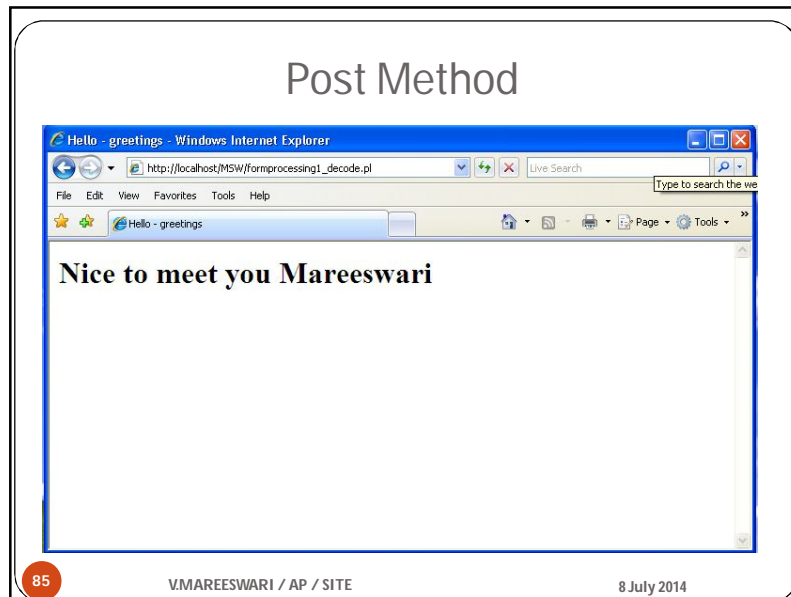 Post Method
Hello - greetings - Windows Internet Explorer
http://localhost/MSW/formprocessing1_decode.pl
Live Search
Type to search the we
File Edit View Favorites Tools Help
Hello - greetings
Page
Tools
Nice to meet you Mareeswari
85
V.MAREESWARI / AP / SITE
8 July 2014